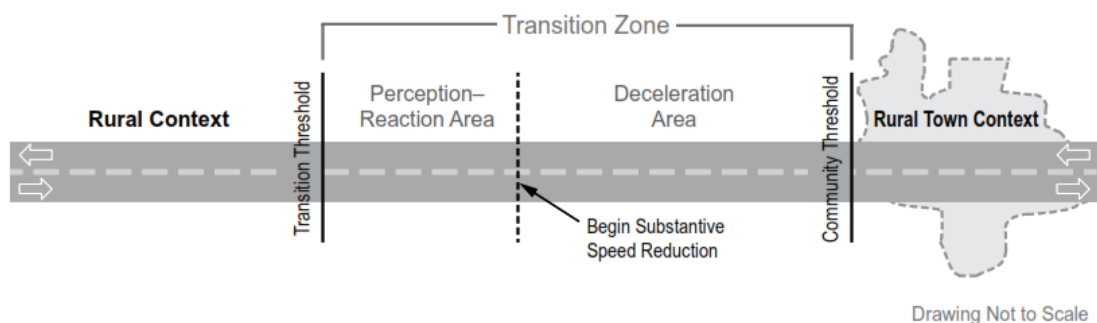 Transition Zone
Rural Context
Transition Threshold
Perception–
Reaction Area
Deceleration
Area
Community Threshold
Rural Town Context
Begin Substantive
Speed Reduction
Drawing Not to Scale